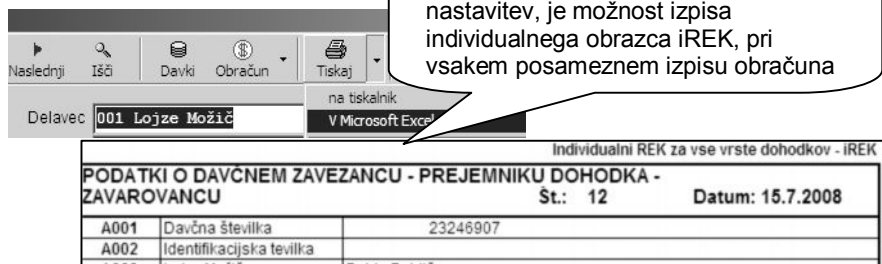 nastavitev, je možnost izpisa
individualnega obrazca iREK, pri
vsakem posameznem izpisu obračuna
Naslednji Išči Davki Obračun Tiskaj
na tiskalnik
Delavec 001 Lojze Možič
V Microsoft Excel
Individualni REK za vse vrste dohodkov - iREK
PODATKI O DAVČNEM ZAVEZANCU - PREJEMNIKU DOHODKA -
ZAVAROVANCU Št.: 12 Datum: 15.7.2008
A001 Davčna številka 23246907
A002 Identifikacijska tevilka